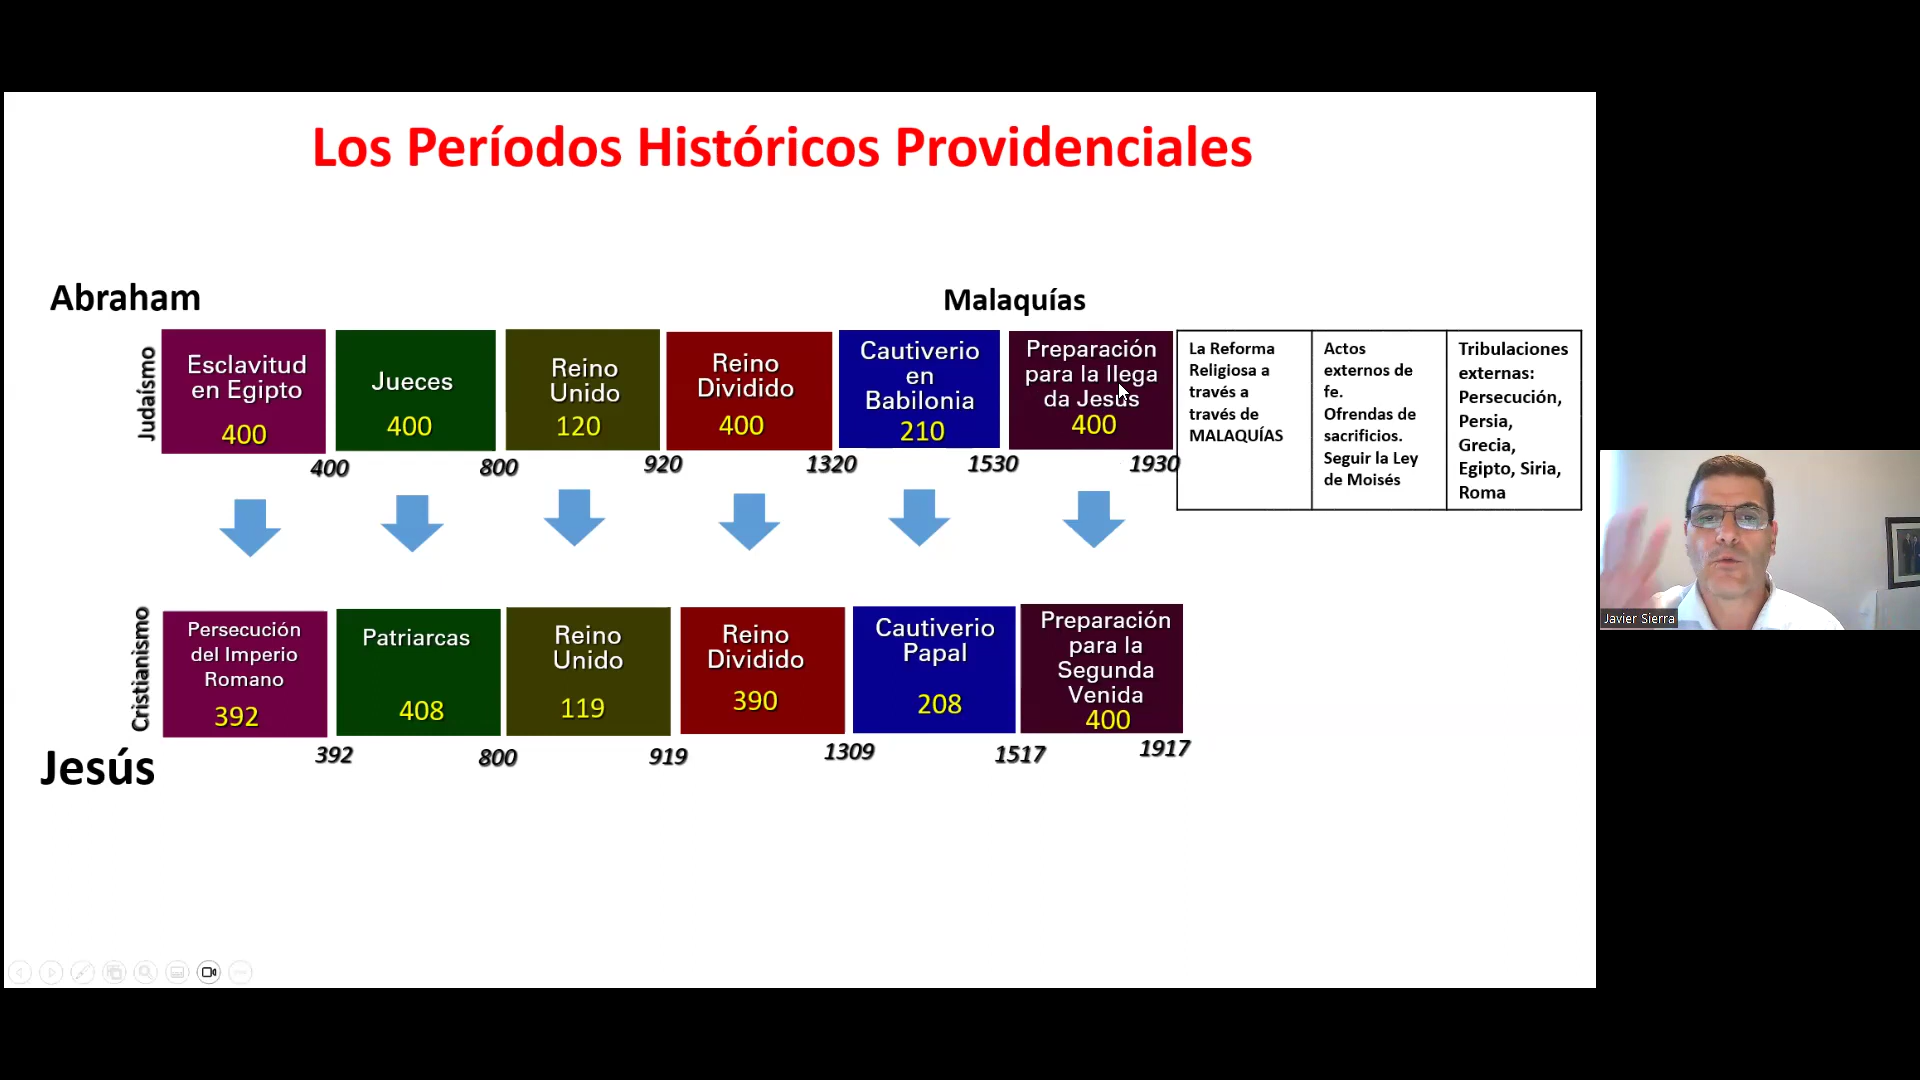 Los Períodos Históricos Providenciales
Abraham
Malaquías
Judaísmo
Esclavitud
en Egipto
400
Jueces
400
Reino
Unido
120
Reino
Dividido
400
Cautiverio
en
Babilonia
210
Preparación
para la llega
da Jesús
400
La Reforma
Religiosa a
través a
través de
MALAQUÍAS
Actos
externos de
fe.
Ofrendas de
sacrificios.
Seguir la Ley
de Moisés
Tribulaciones
externas:
Persecución,
Persia,
Grecia,
Egipto, Siria,
Roma
400
800
920
1320
1530
1930
Cristianismo
Persecución
del Imperio
Romano
392
Patriarcas
408
Reino
Unido
119
Reino
Dividido
390
Cautiverio
Papal
208
Preparación
para la
Segunda
Venida
400
392
800
919
1309
1517
1917
Jesús
Javier Sierra